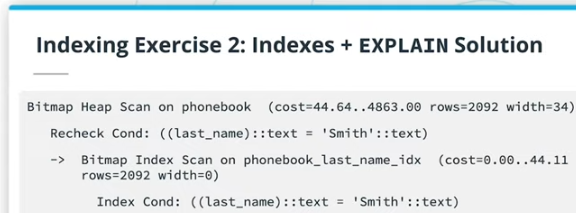 Indexing Exercise 2: Indexes + EXPLAIN Solution
Bitmap Heap Scan on phonebook  (cost=44.64..4863.00 rows=2092 width=34)
Recheck Cond: ((last_name)::text = 'Smith'::text)
->  Bitmap Index Scan on phonebook_last_name_idx  (cost=0.00..44.11
rows=2092 width=0)
Index Cond: ((last_name)::text = 'Smith'::text)